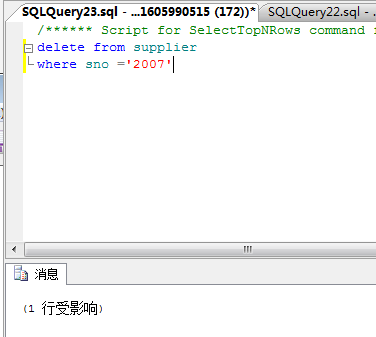 SQLQuery23.sql - ...1605990515 (172))*
SQLQuery22.sql - ...
/****** Script for SelectTopNRows command
delete from supplier
where sno ='2007'
消息
(1 行受影响)